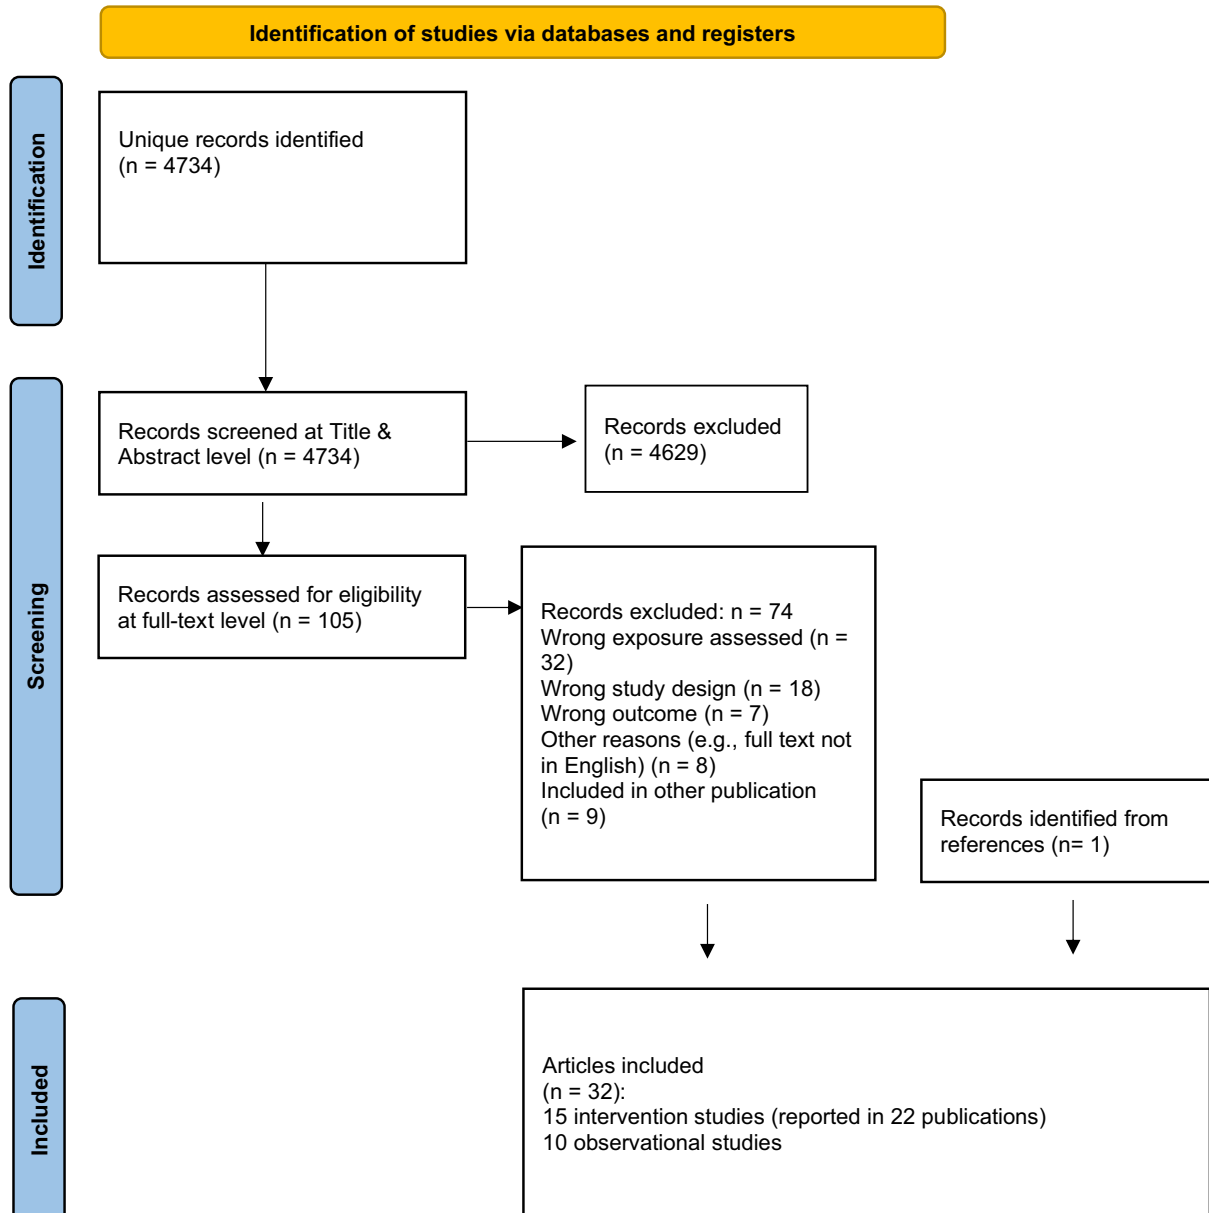 Identification of studies via databases and registers
Identification
Unique records identified
(n = 4734)
Screening
Records screened at Title &
Abstract level (n = 4734)
Records excluded
(n = 4629)
Records assessed for eligibility
at full-text level (n = 105)
Records excluded: n = 74
Wrong exposure assessed (n =
32)
Wrong study design (n = 18)
Wrong outcome (n = 7)
Other reasons (e.g., full text not
in English) (n = 8)
Included in other publication
(n = 9)
Records identified from
references (n= 1)
Included
Articles included
(n = 32):
15 intervention studies (reported in 22 publications)
10 observational studies